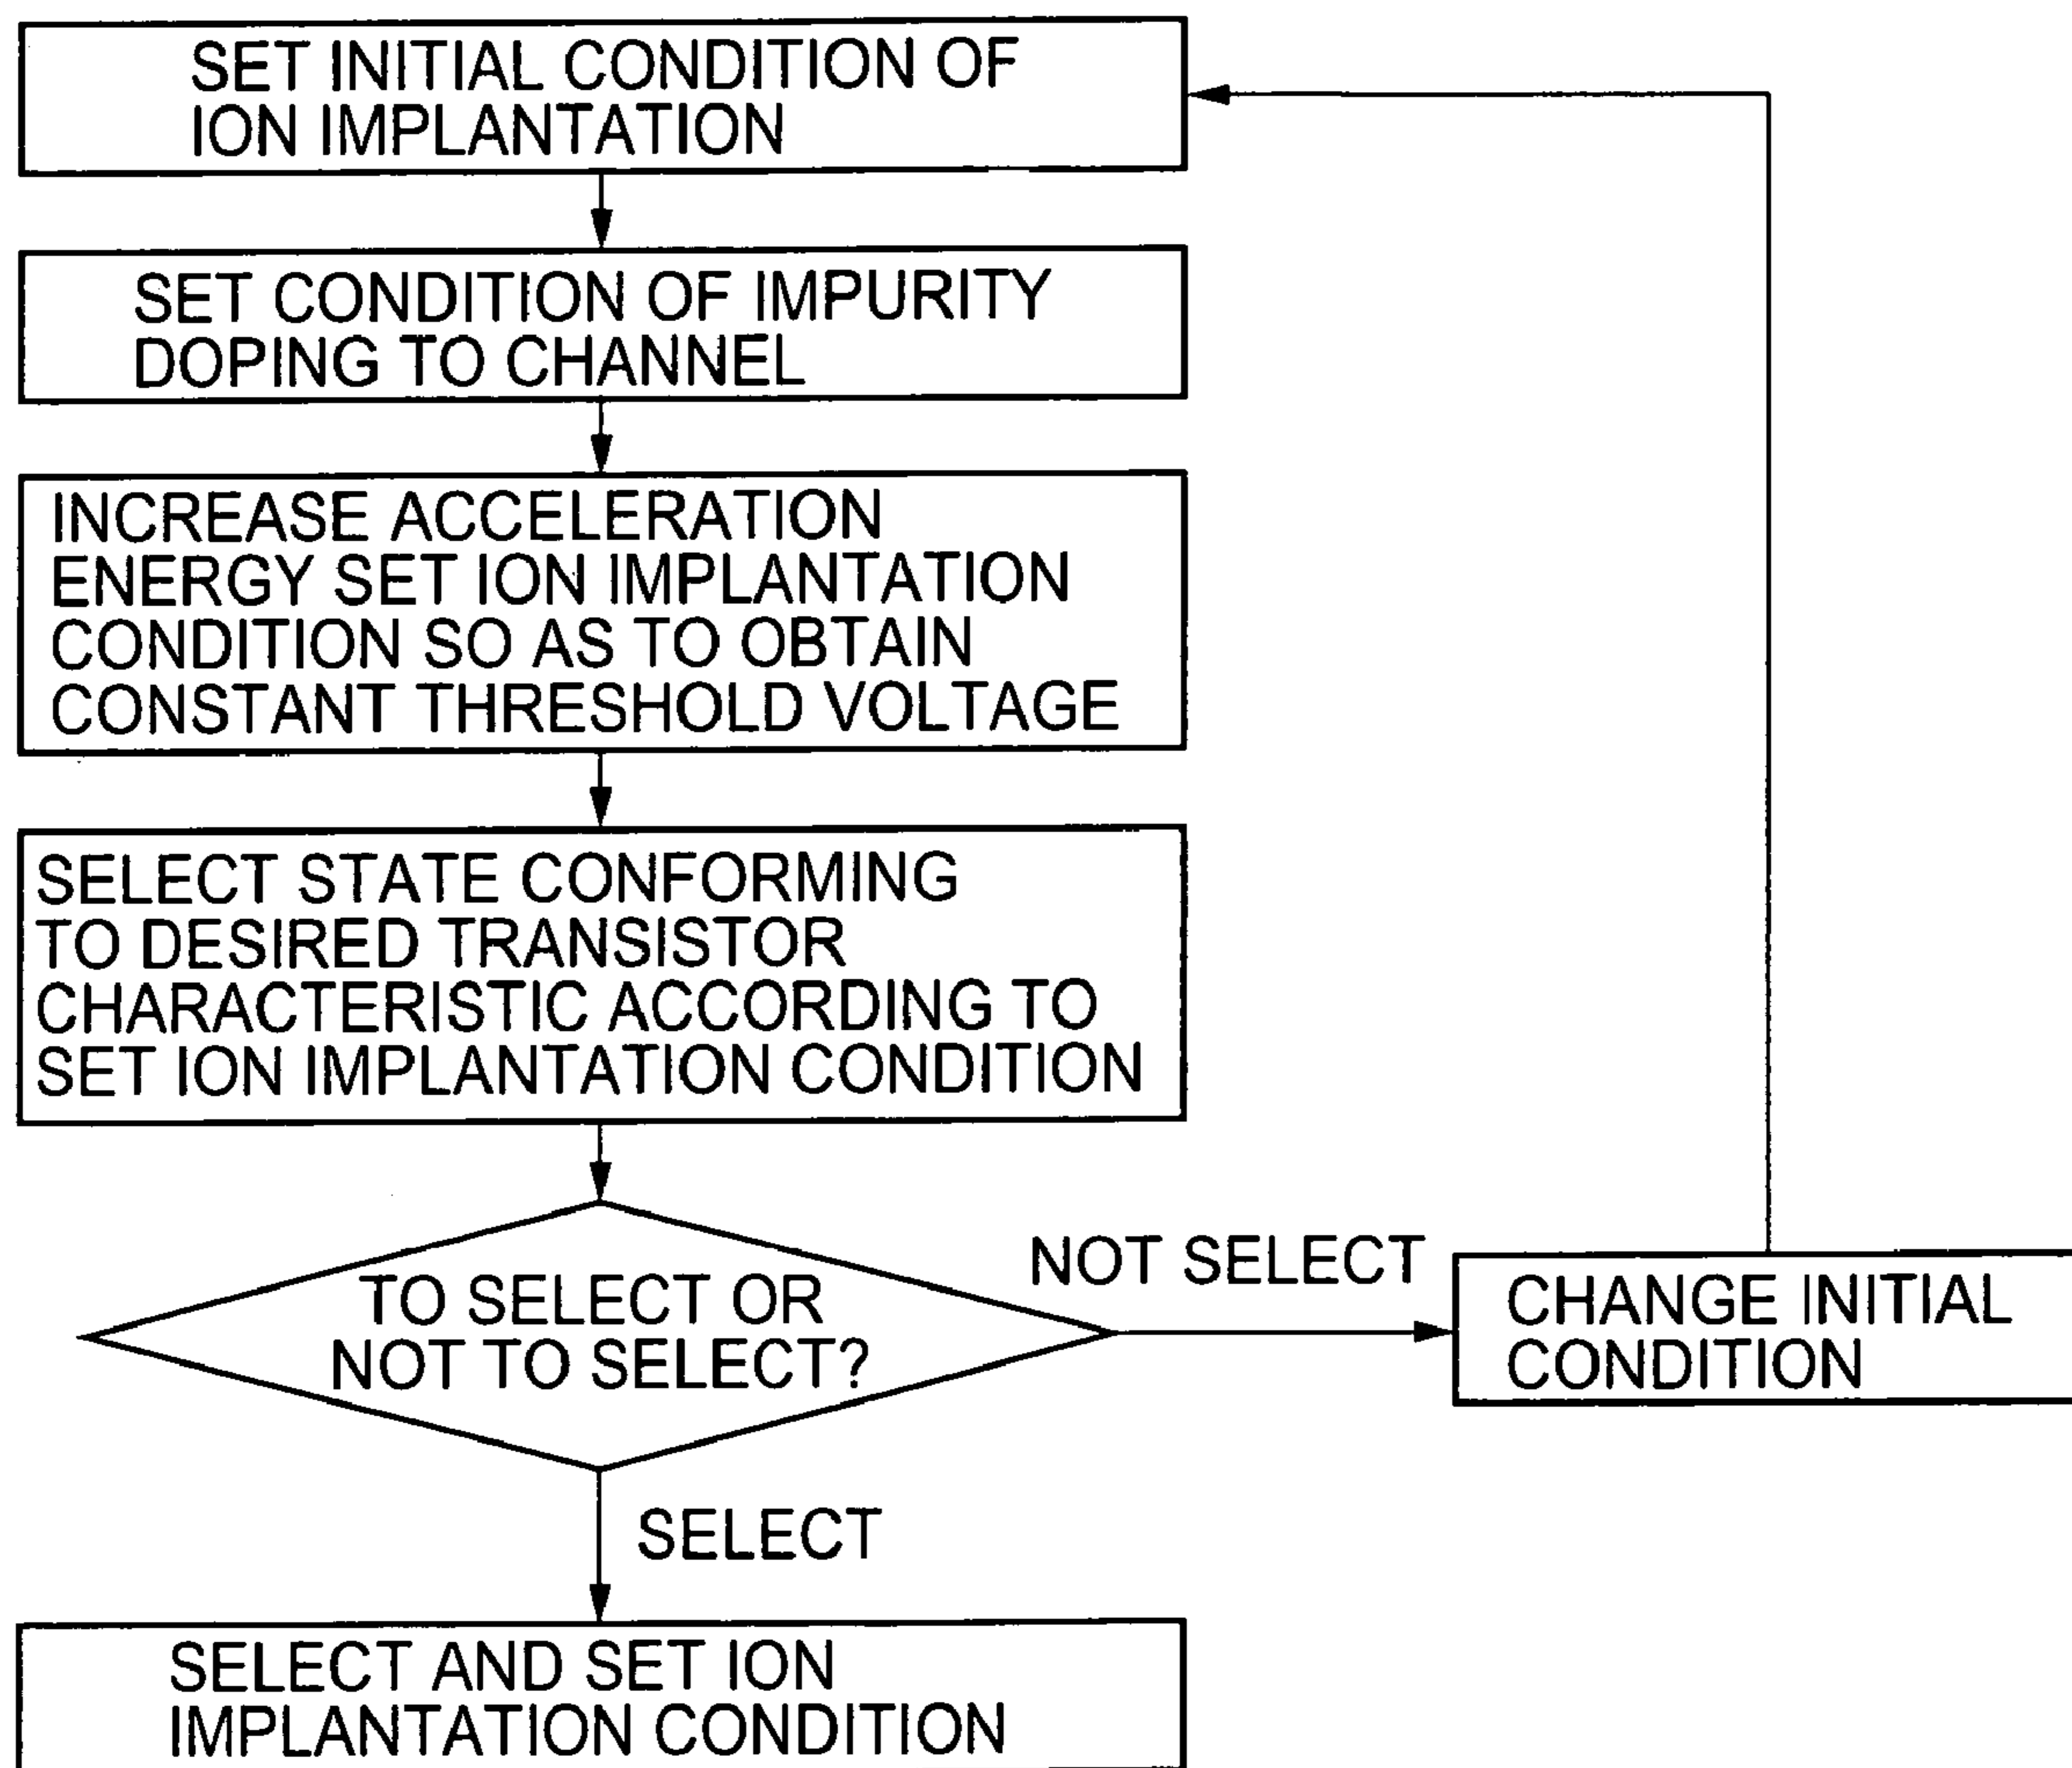 SET INITIAL CONDITION OF
ION IMPLANTATION
SET CONDITION OF IMPURITY
DOPING TO CHANNEL
INCREASE ACCELERATION
ENERGY SET ION IMPLANTATION
CONDITION SO AS TO OBTAIN
CONSTANT THRESHOLD VOLTAGE
SELECT STATE CONFORMING
TO DESIRED TRANSISTOR
CHARACTERISTIC ACCORDING TO
SET ION IMPLANTATION CONDITION
TO SELECT OR
NOT TO SELECT?
NOT SELECT
CHANGE INITIAL
CONDITION
SELECT
SELECT AND SET ION
IMPLANTATION CONDITION